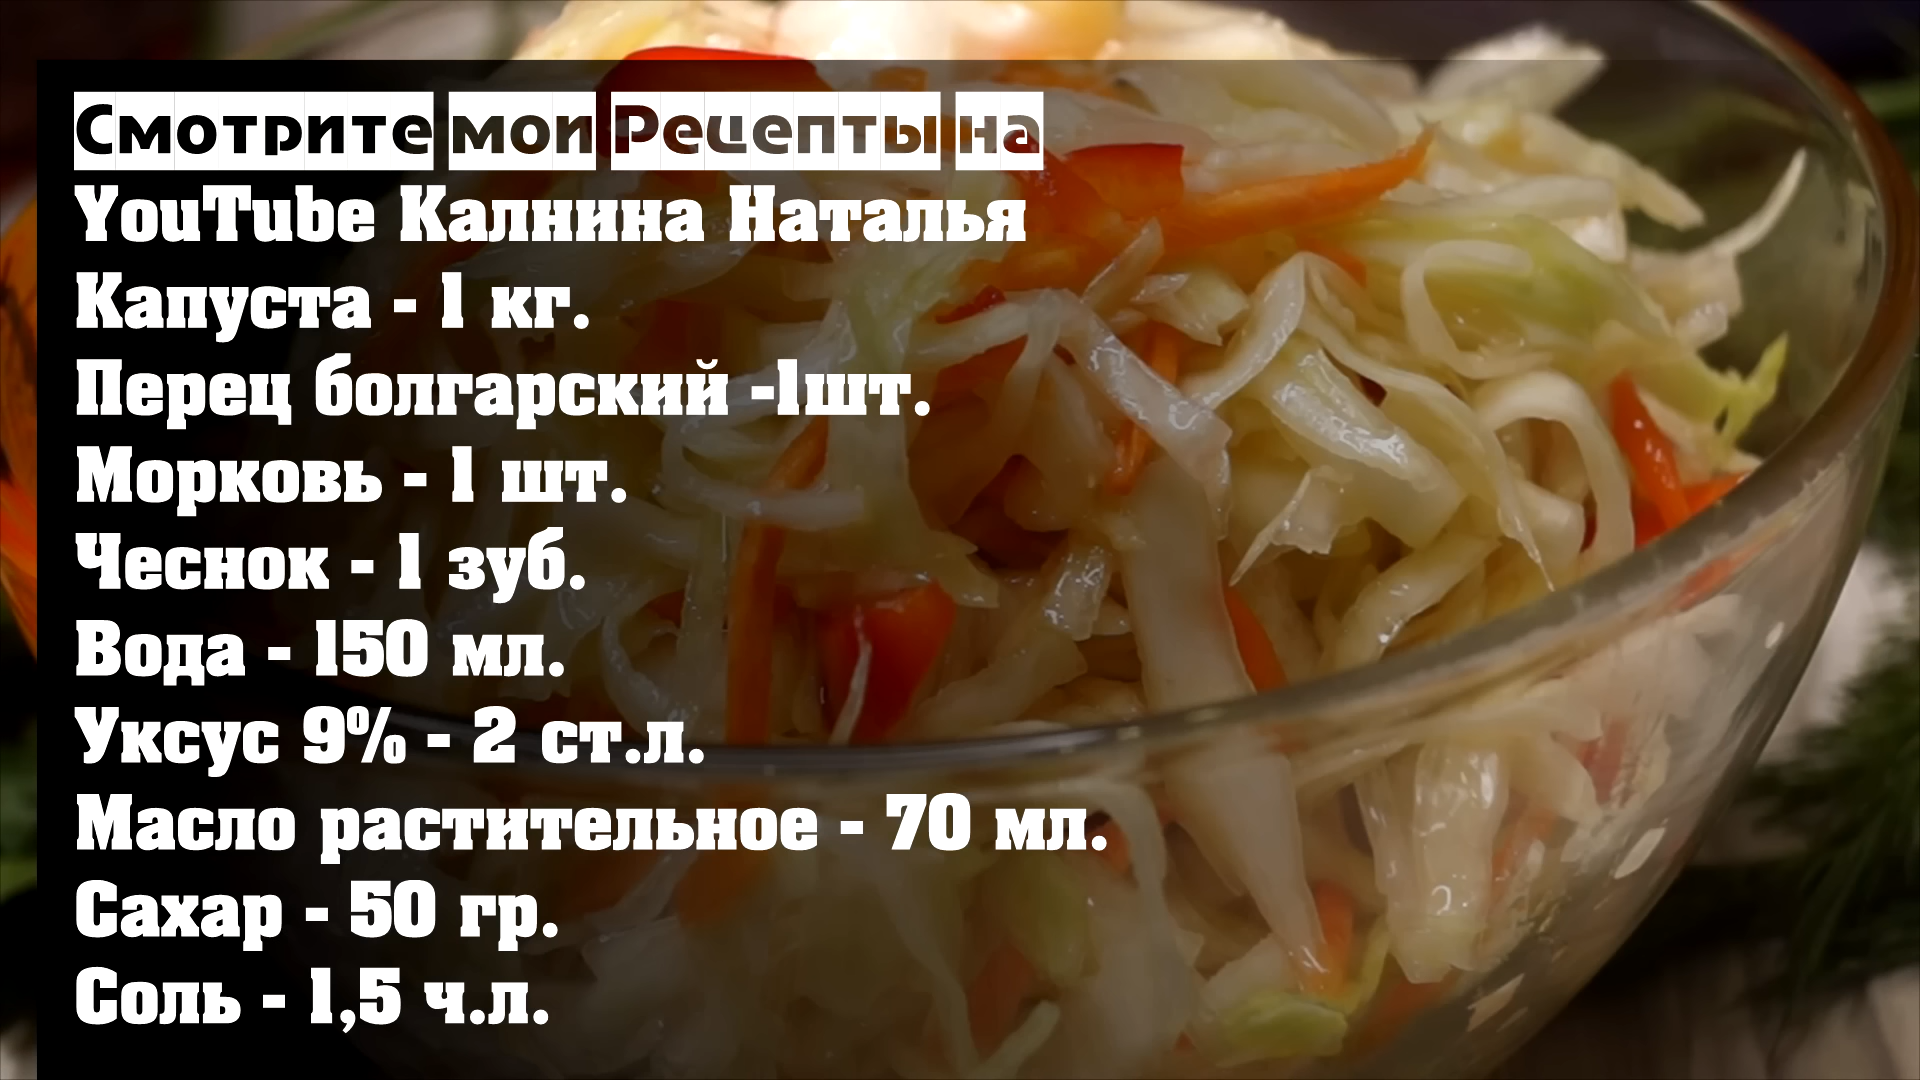 Смотрите мои Рецепты на
YouTube Калнина Наталья
Капуста - 1 кг.
Перец болгарский -1шт.
Морковь - 1 шт.
Чеснок - 1 зуб.
Вода - 150 мл.
Уксус 9% - 2 ст.л.
Масло растительное - 70 мл.
Сахар - 50 гр.
Соль - 1,5 ч.л.